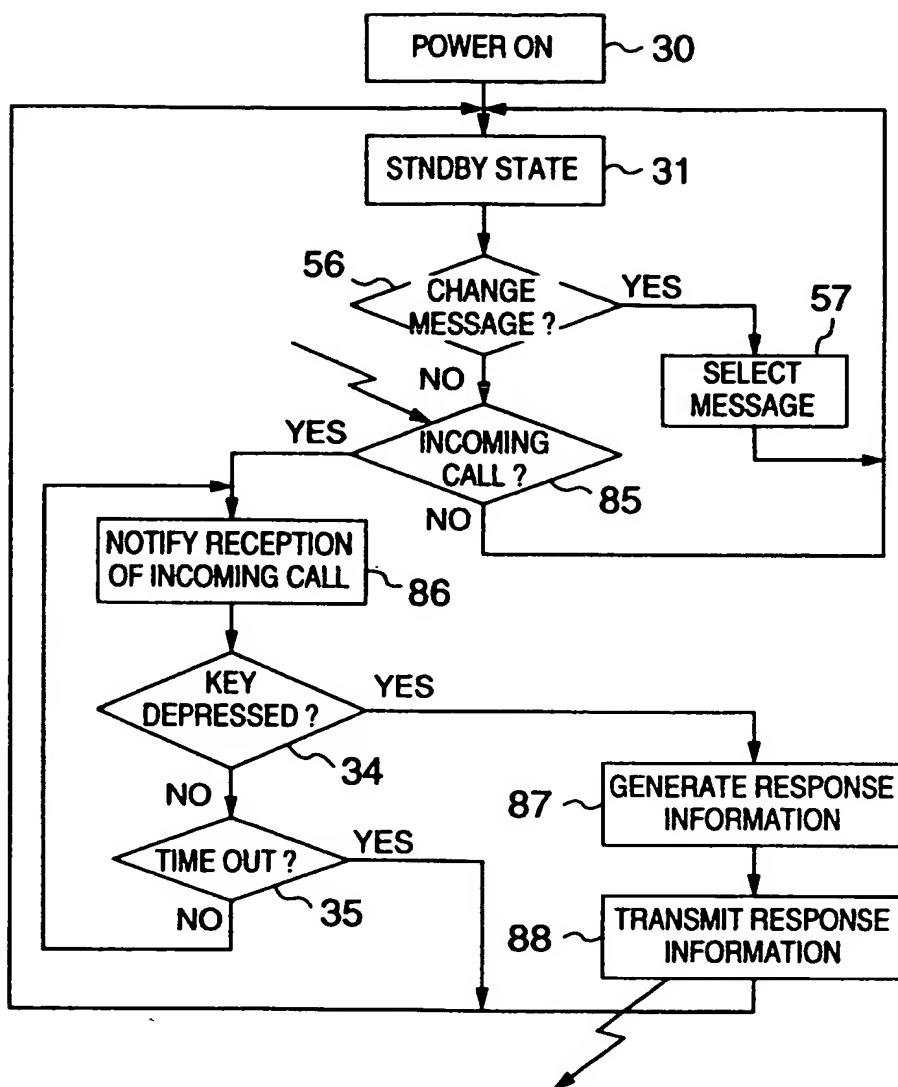 POWER ON
30
STNDBY STATE
31
56
CHANGE
MESSAGE ?
YES
57
SELECT
MESSAGE
NO
YES
INCOMING
CALL ?
85
NO
NOTIFY RECEPTION
OF INCOMING CALL
86
KEY
DEPRESSED ?
YES
34
NO
87
GENERATE RESPONSE
INFORMATION
TIME OUT ?
YES
35
NO
88
TRANSMIT RESPONSE
INFORMATION